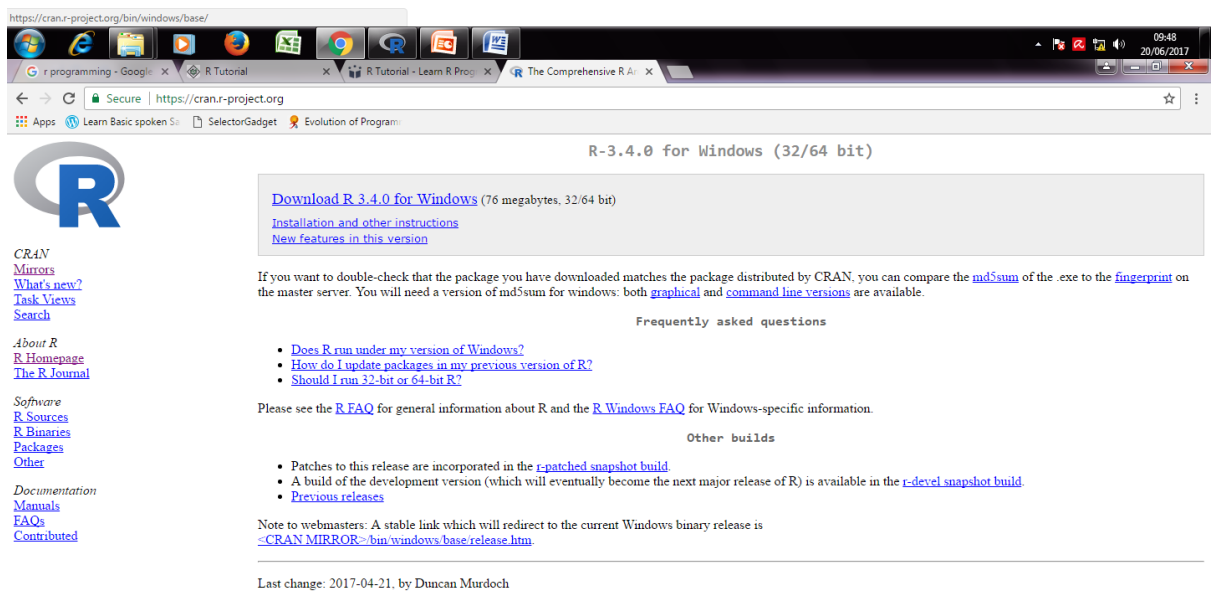 https://cran.r-project.org/bin/windows/base/
09:48
20/06/2017
r programming - Google
R Tutorial
R Tutorial - Learn R Prog
The Comprehensive R Ar
Secure | https://cran.r-project.org
Apps Learn Basic spoken Sa SelectorGadget Evolution of Program
R
R-3.4.0 for Windows (32/64 bit)
Download R 3.4.0 for Windows (76 megabytes, 32/64 bit)
Installation and other instructions
New features in this version
CRAN
Mirrors
What's new?
Task Views
Search
About R
R Homepage
The R Journal
Software
R Sources
R Binaries
Packages
Other
Documentation
Manuals
FAQs
Contributed
If you want to double-check that the package you have downloaded matches the package distributed by CRAN, you can compare the md5sum of the .exe to the fingerprint on
the master server. You will need a version of md5sum for windows: both graphical and command line versions are available.
Frequently asked questions
Does R run under my version of Windows?
How do I update packages in my previous version of R?
Should I run 32-bit or 64-bit R?
Please see the R FAQ for general information about R and the R Windows FAQ for Windows-specific information.
Other builds
Patches to this release are incorporated in the r-patched snapshot build.
A build of the development version (which will eventually become the next major release of R) is available in the r-devel snapshot build.
Previous releases
Note to webmasters: A stable link which will redirect to the current Windows binary release is
<CRAN MIRROR>/bin/windows/base/release.htm.
Last change: 2017-04-21, by Duncan Murdoch